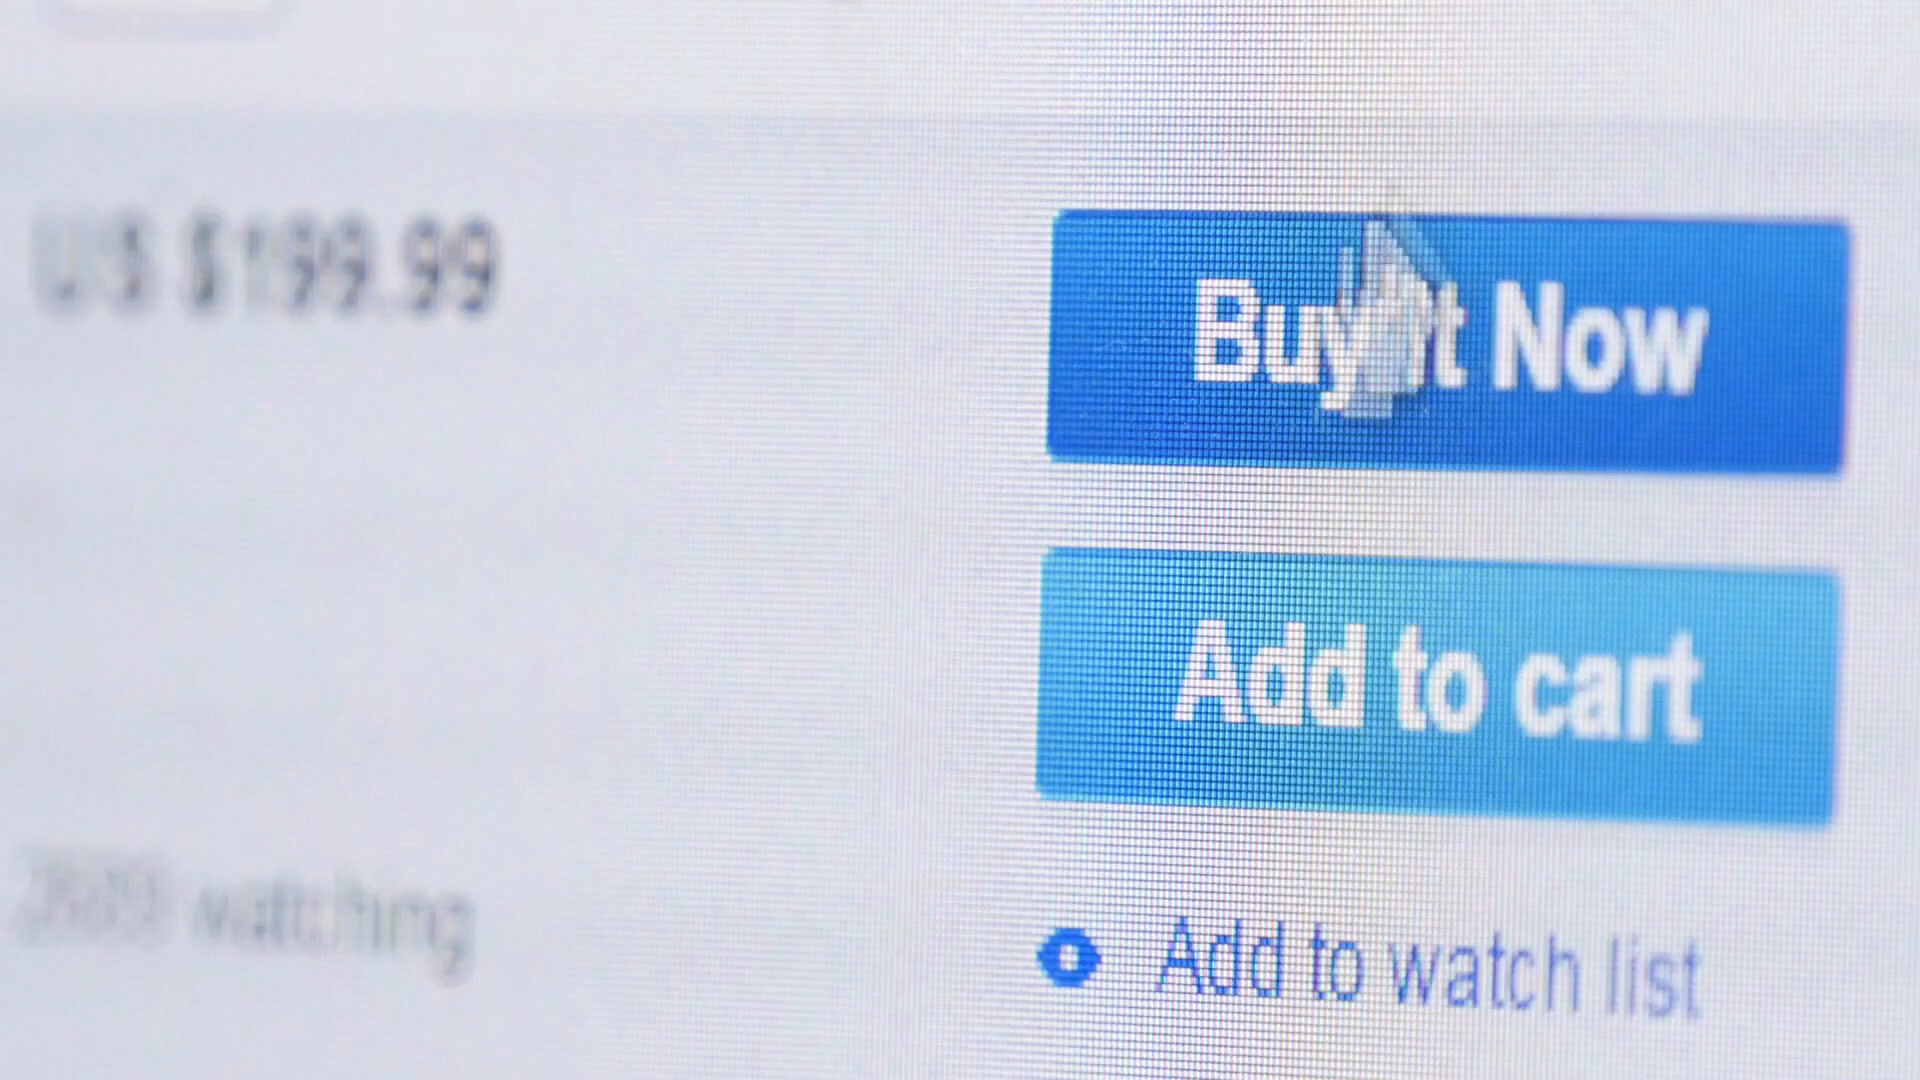 US $199.99
Buy It Now
Add to cart
watching
Add to watch list